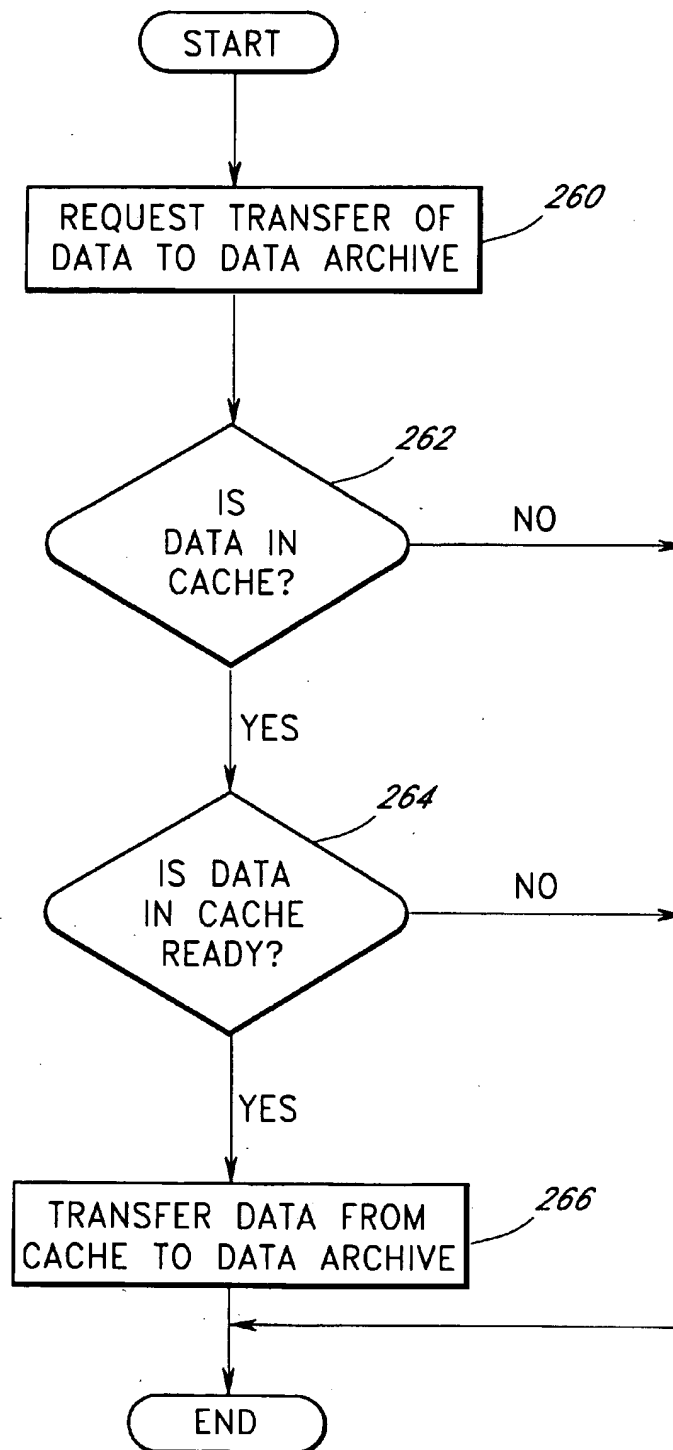 START
REQUEST TRANSFER OF
DATA TO DATA ARCHIVE
260
262
IS
DATA IN
CACHE?
NO
YES
264
IS DATA
IN CACHE
READY?
NO
YES
266
TRANSFER DATA FROM
CACHE TO DATA ARCHIVE
END